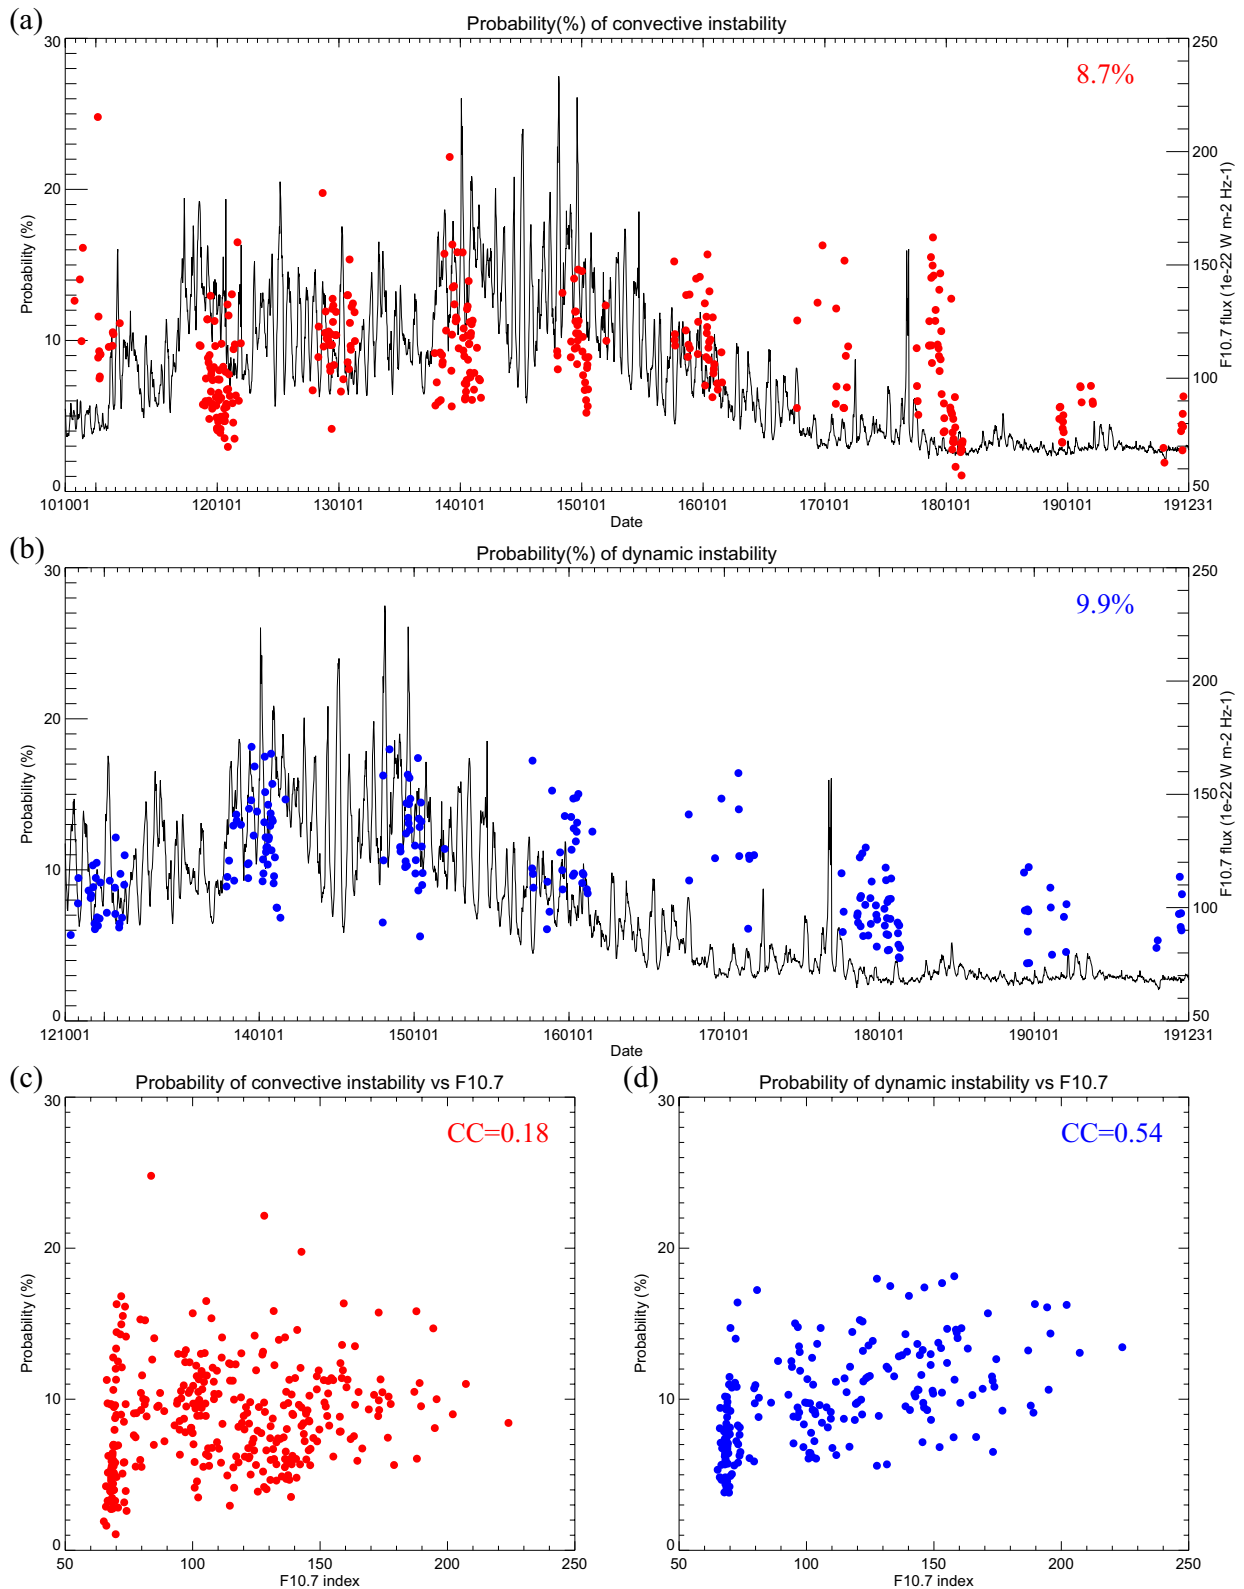 (a)
Probability(%) of convective instability
8.7%
30
20
10
0
Probability (%)
250
200
150
100
50
F10.7 flux (1e-22 W m-2 Hz-1)
101001 120101 130101 140101 150101 160101 170101 180101 190101 191231
Date
(b)
Probability(%) of dynamic instability
9.9%
30
20
10
0
Probability (%)
250
200
150
100
50
F10.7 flux (1e-22 W m-2 Hz-1)
121001 140101 150101 160101 170101 180101 190101 191231
Date
(c)
Probability of convective instability vs F10.7
CC=0.18
30
20
10
0
Probability (%)
50 100 150 200 250
F10.7 index
(d)
Probability of dynamic instability vs F10.7
CC=0.54
30
20
10
0
Probability (%)
50 100 150 200 250
F10.7 index